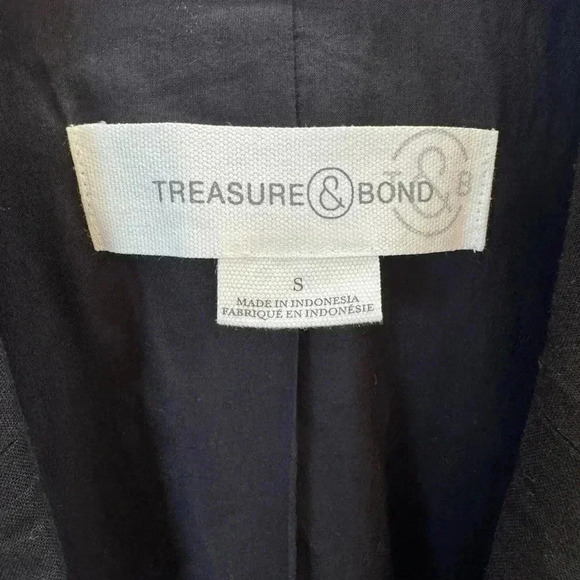 TREASURE & BOND
T & B
S
MADE IN INDONESIA
FABRIQUÉ EN INDONÉSIE